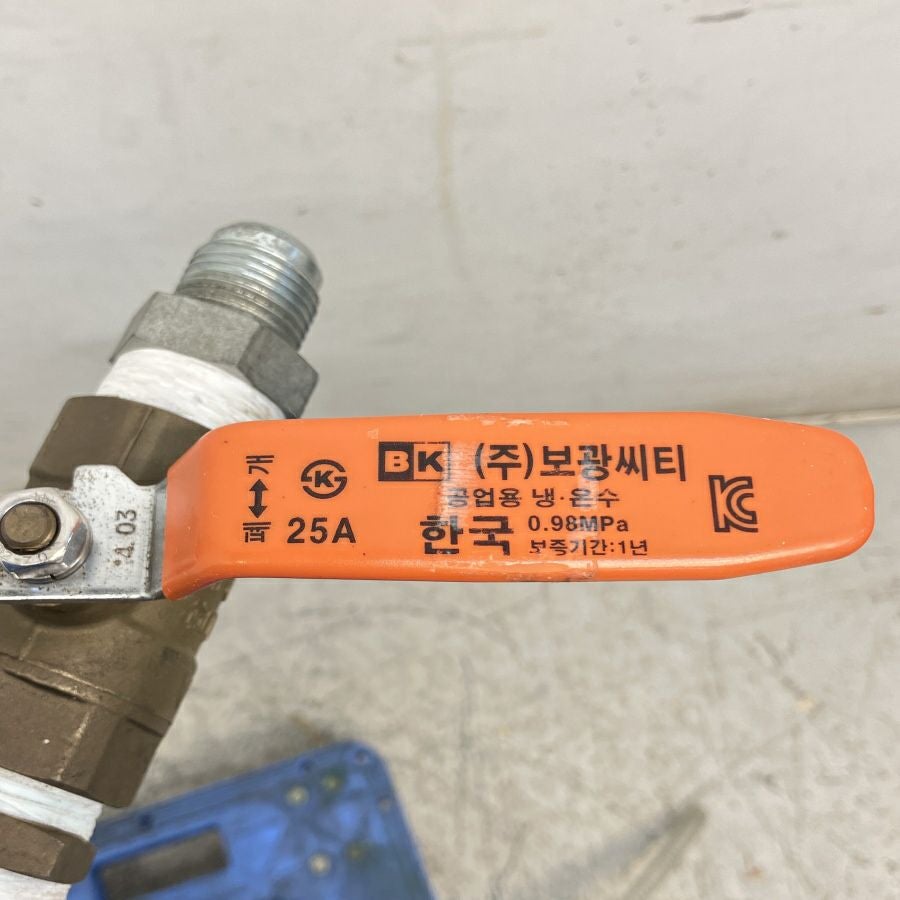 폐↔개
25A
BK (주)보광씨티
공업용 냉·온수
한국 0.98MPa
보증기간:1년
KC
'14 03